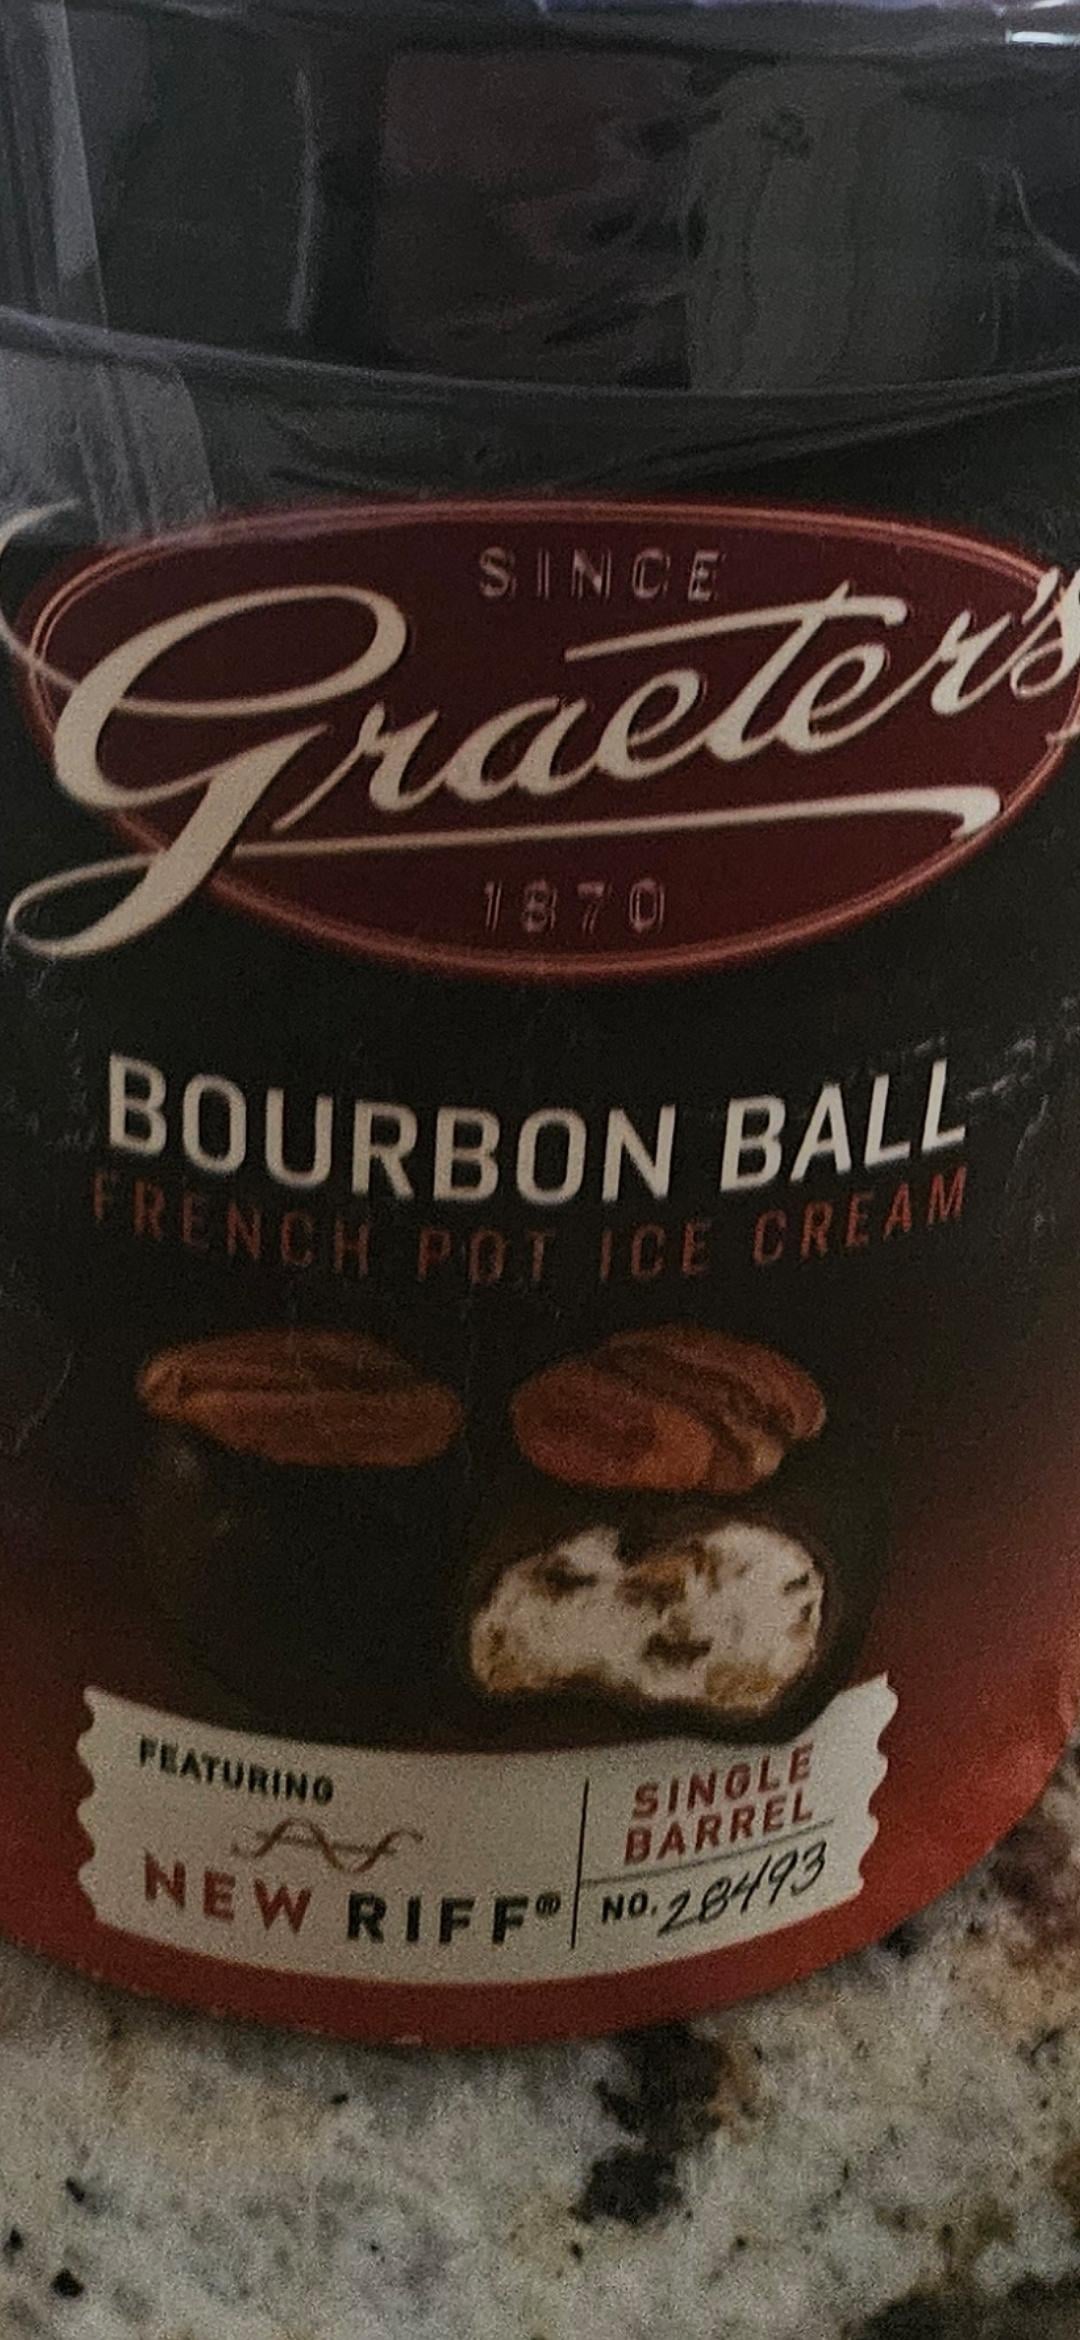 SINCE
Graeter's
1870
BOURBON BALL
FRENCH POT ICE CREAM
FEATURING
NEW RIFF®
SINGLE
BARREL
NO. 28493